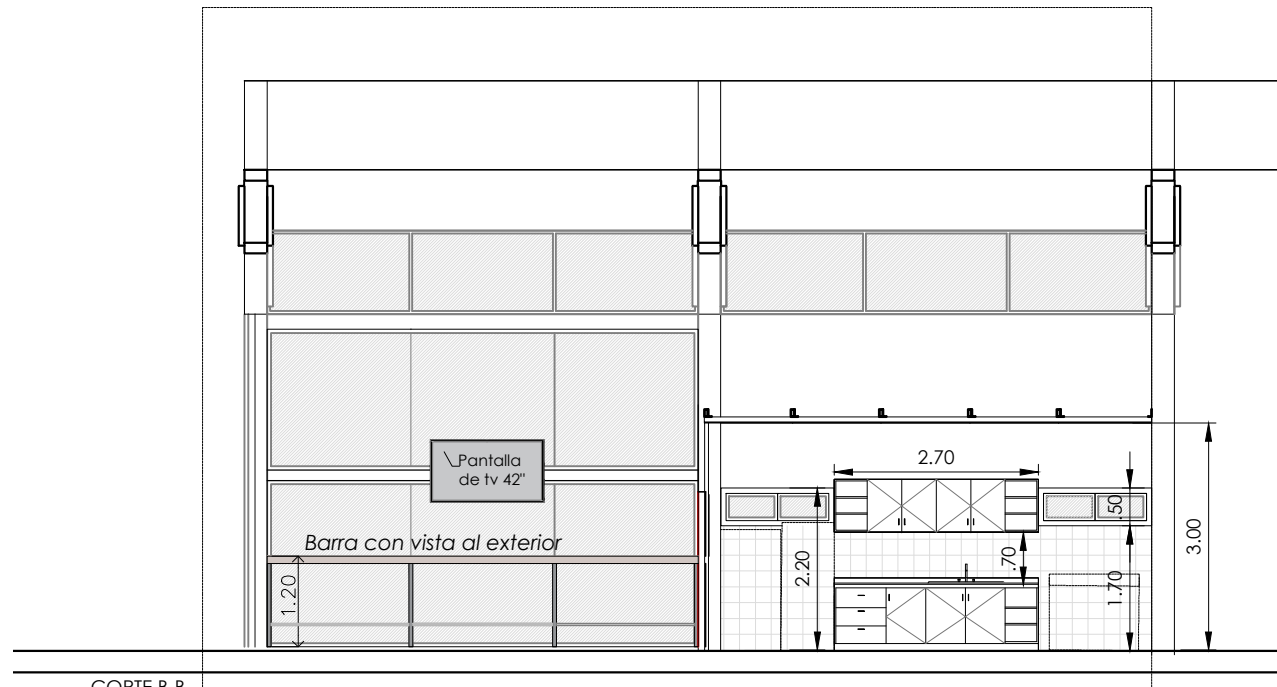 Pantalla
de tv 42"
2.70
.50
Barra con vista al exterior
3.00
2.20
.70
1.70
1.20
CORTE B-B